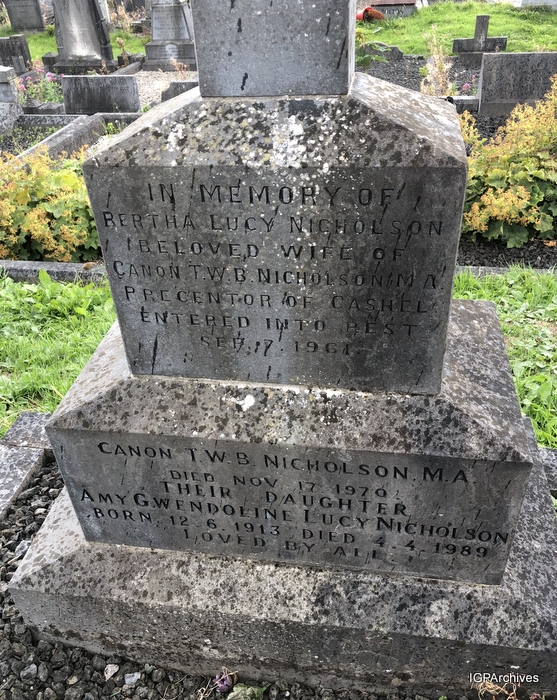 IN MEMORY OF
BERTHA LUCY NICHOLSON
BELOVED WIFE OF
CANON T.W.B. NICHOLSON M.A.
PRECENTOR OF CASHEL
ENTERED INTO REST
SEP. 7. 1961.
CANON T.W.B. NICHOLSON. M.A.
DIED NOV. 17. 1970.
THEIR DAUGHTER
AMY GWENDOLINE LUCY NICHOLSON
BORN. 12. 6. 1913. DIED 4. 4. 1989
LOVED BY ALL.
IGPArchives